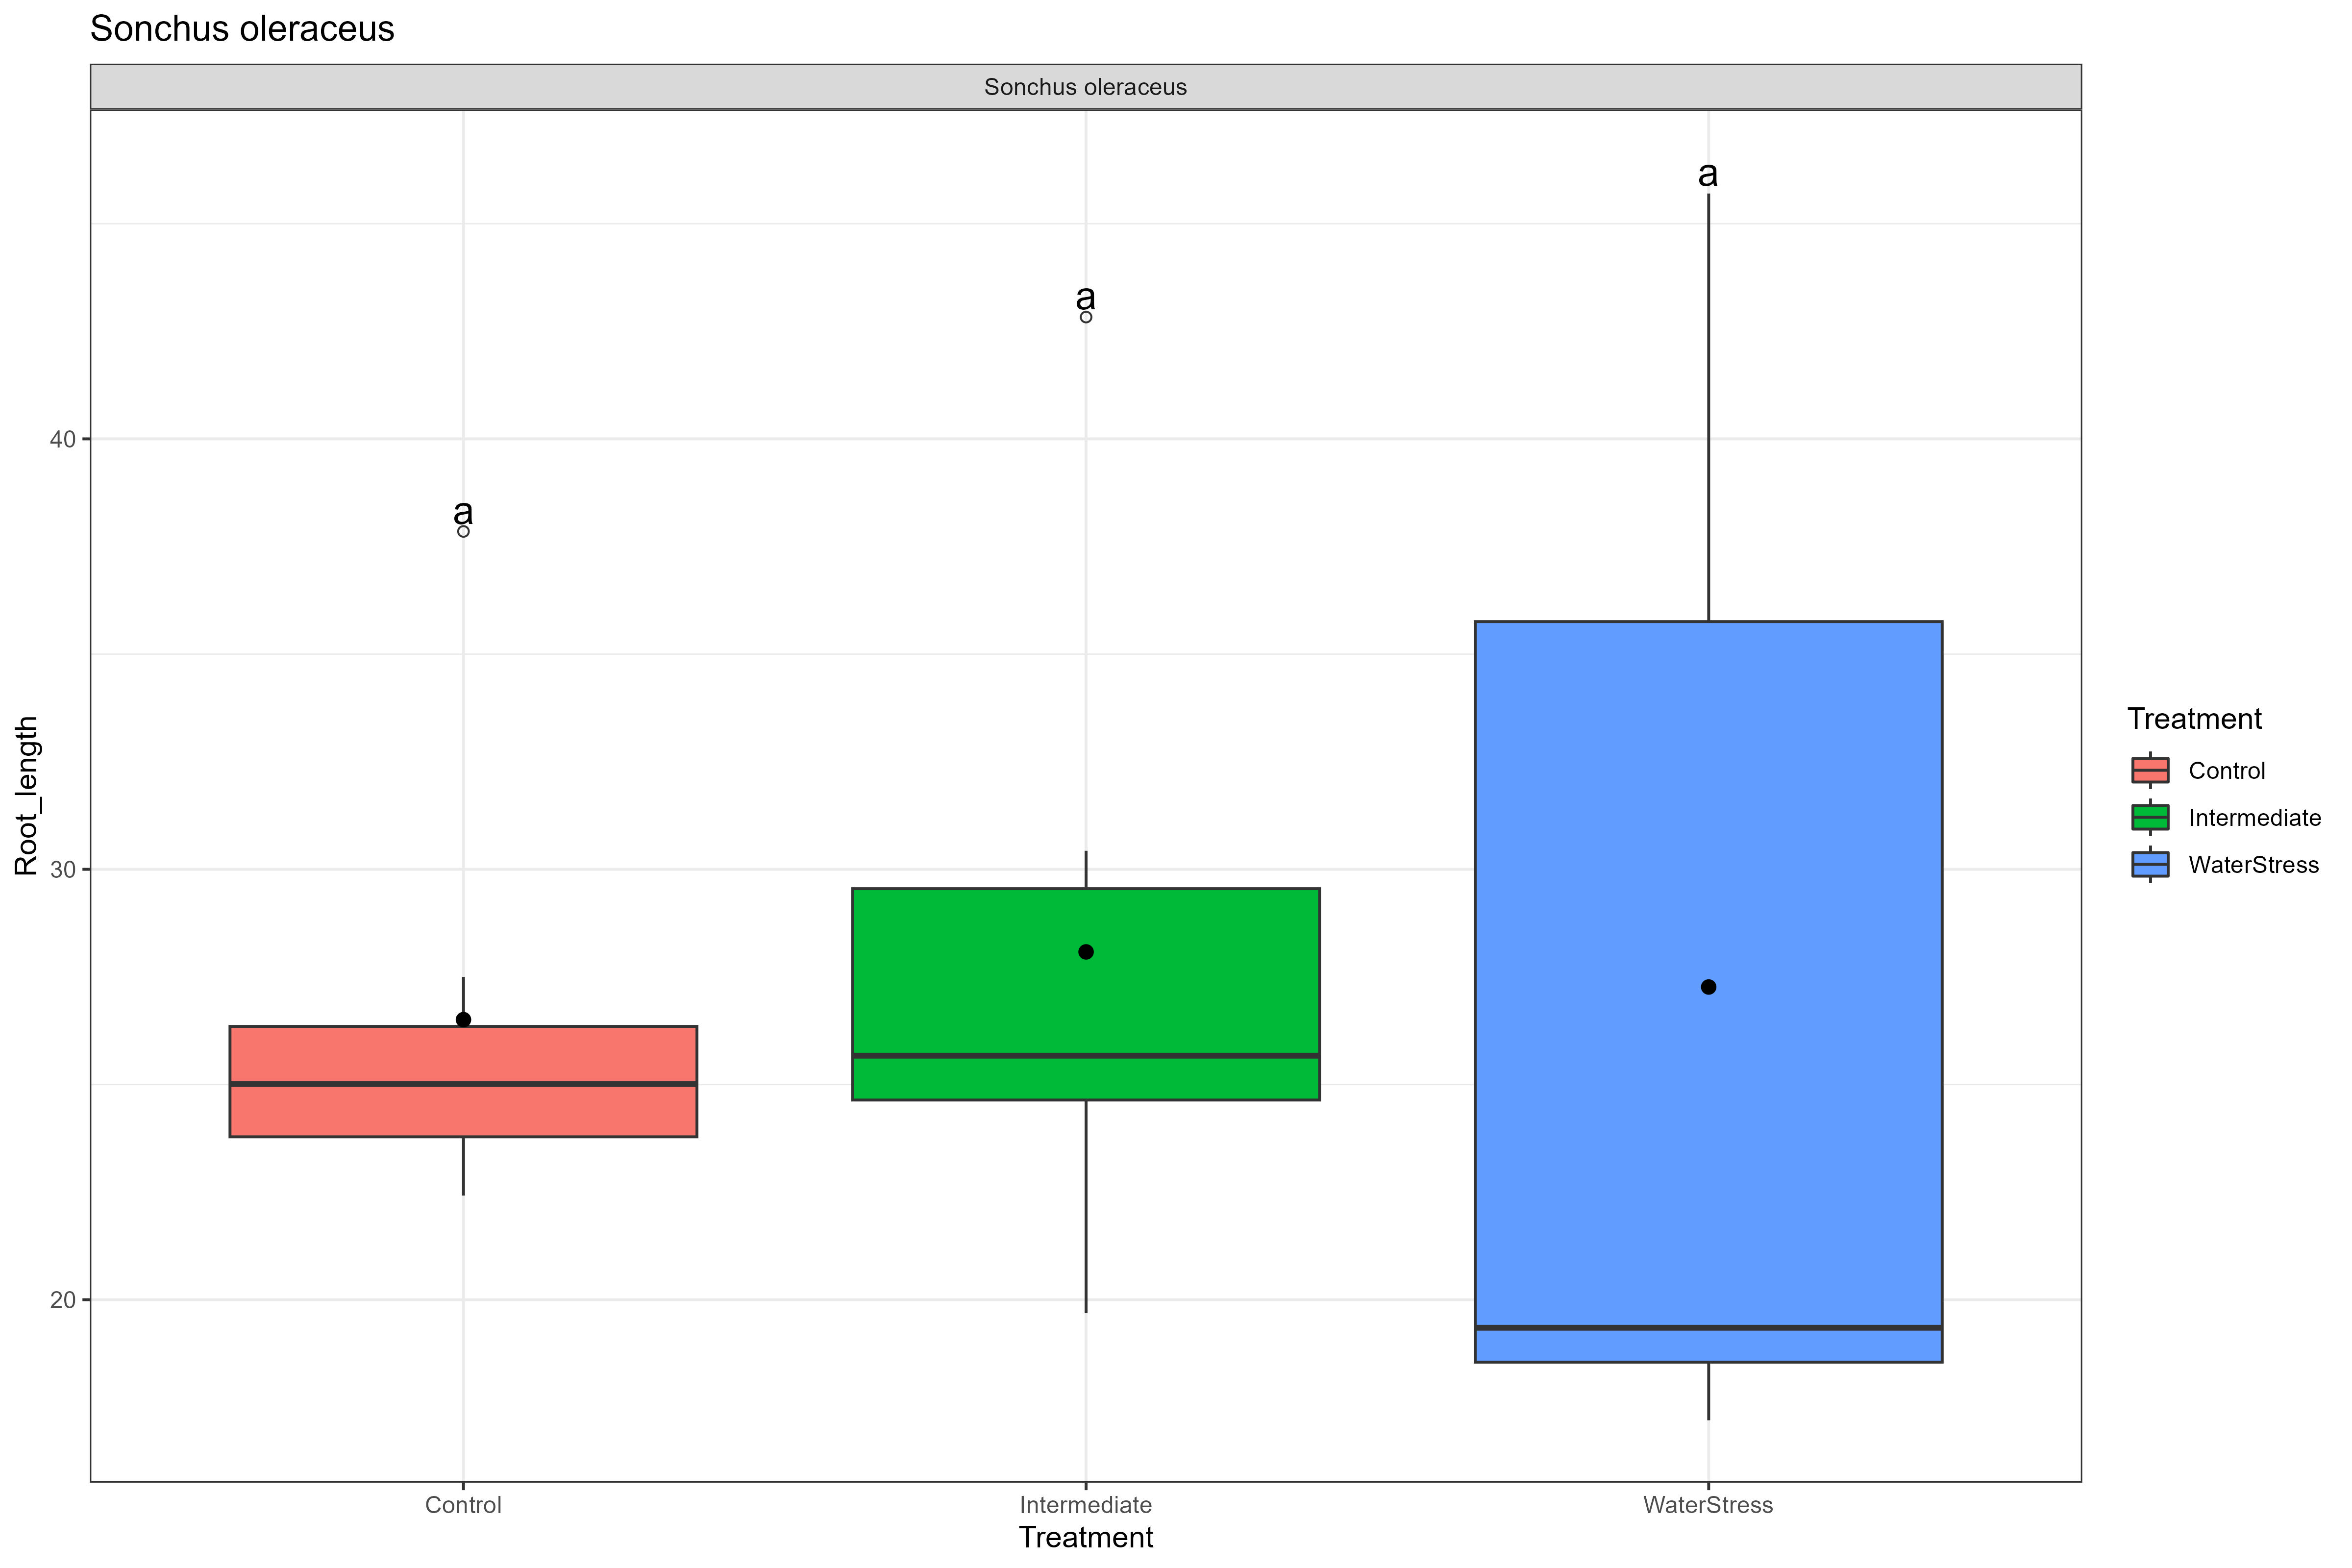 Sonchus oleraceus
Sonchus oleraceus
a
a
a
40
30
20
Root_length
Control
Intermediate
WaterStress
Treatment
Treatment
Control
Intermediate
WaterStress